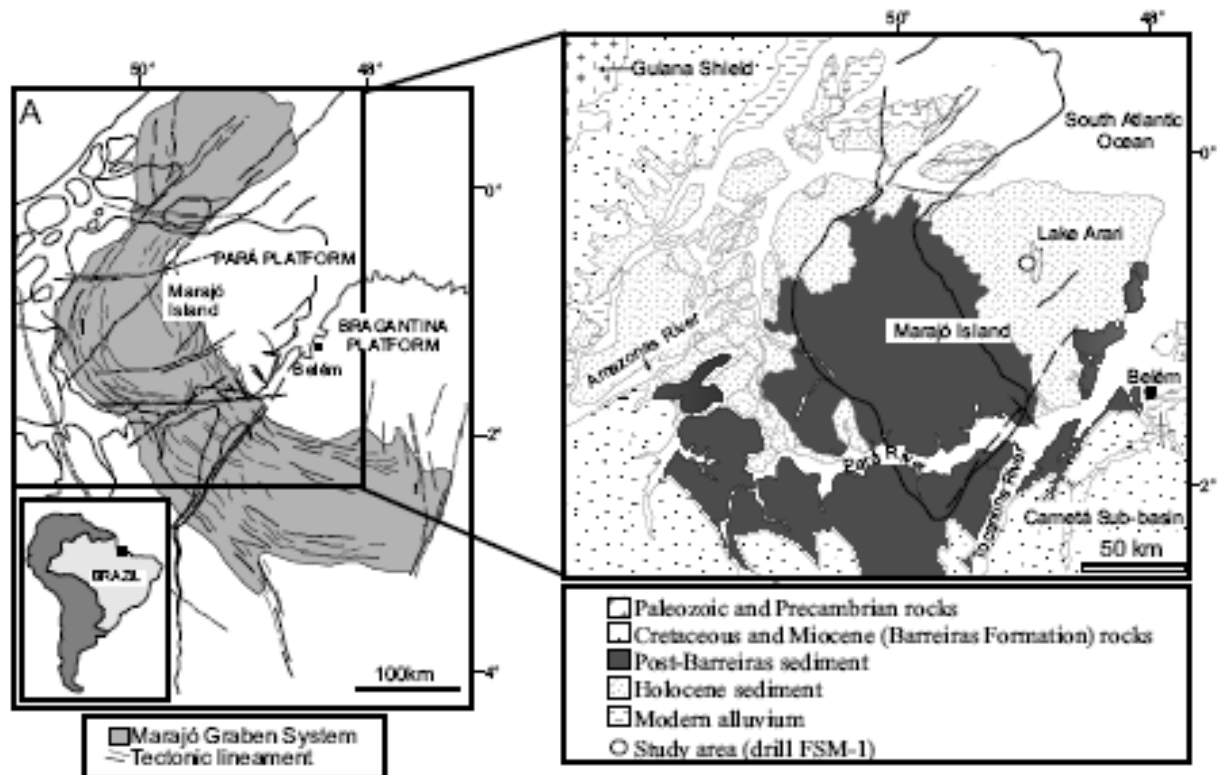 A
50°
48°
0°
2°
4°
PARÁ PLATFORM
Marajó
Island
BRAGANTINA
PLATFORM
Belém
BRAZIL
100km
Marajó Graben System
Tectonic lineament
50°
48°
0°
2°
Guiana Shield
South Atlantic
Ocean
Lake Arari
Marajó Island
Amazonas River
Belém
Pará River
Tocantins River
Cametá Sub-basin
50 km
Paleozoic and Precambrian rocks
Cretaceous and Miocene (Barreiras Formation) rocks
Post-Barreiras sediment
Holocene sediment
Modern alluvium
Study area (drill FSM-1)